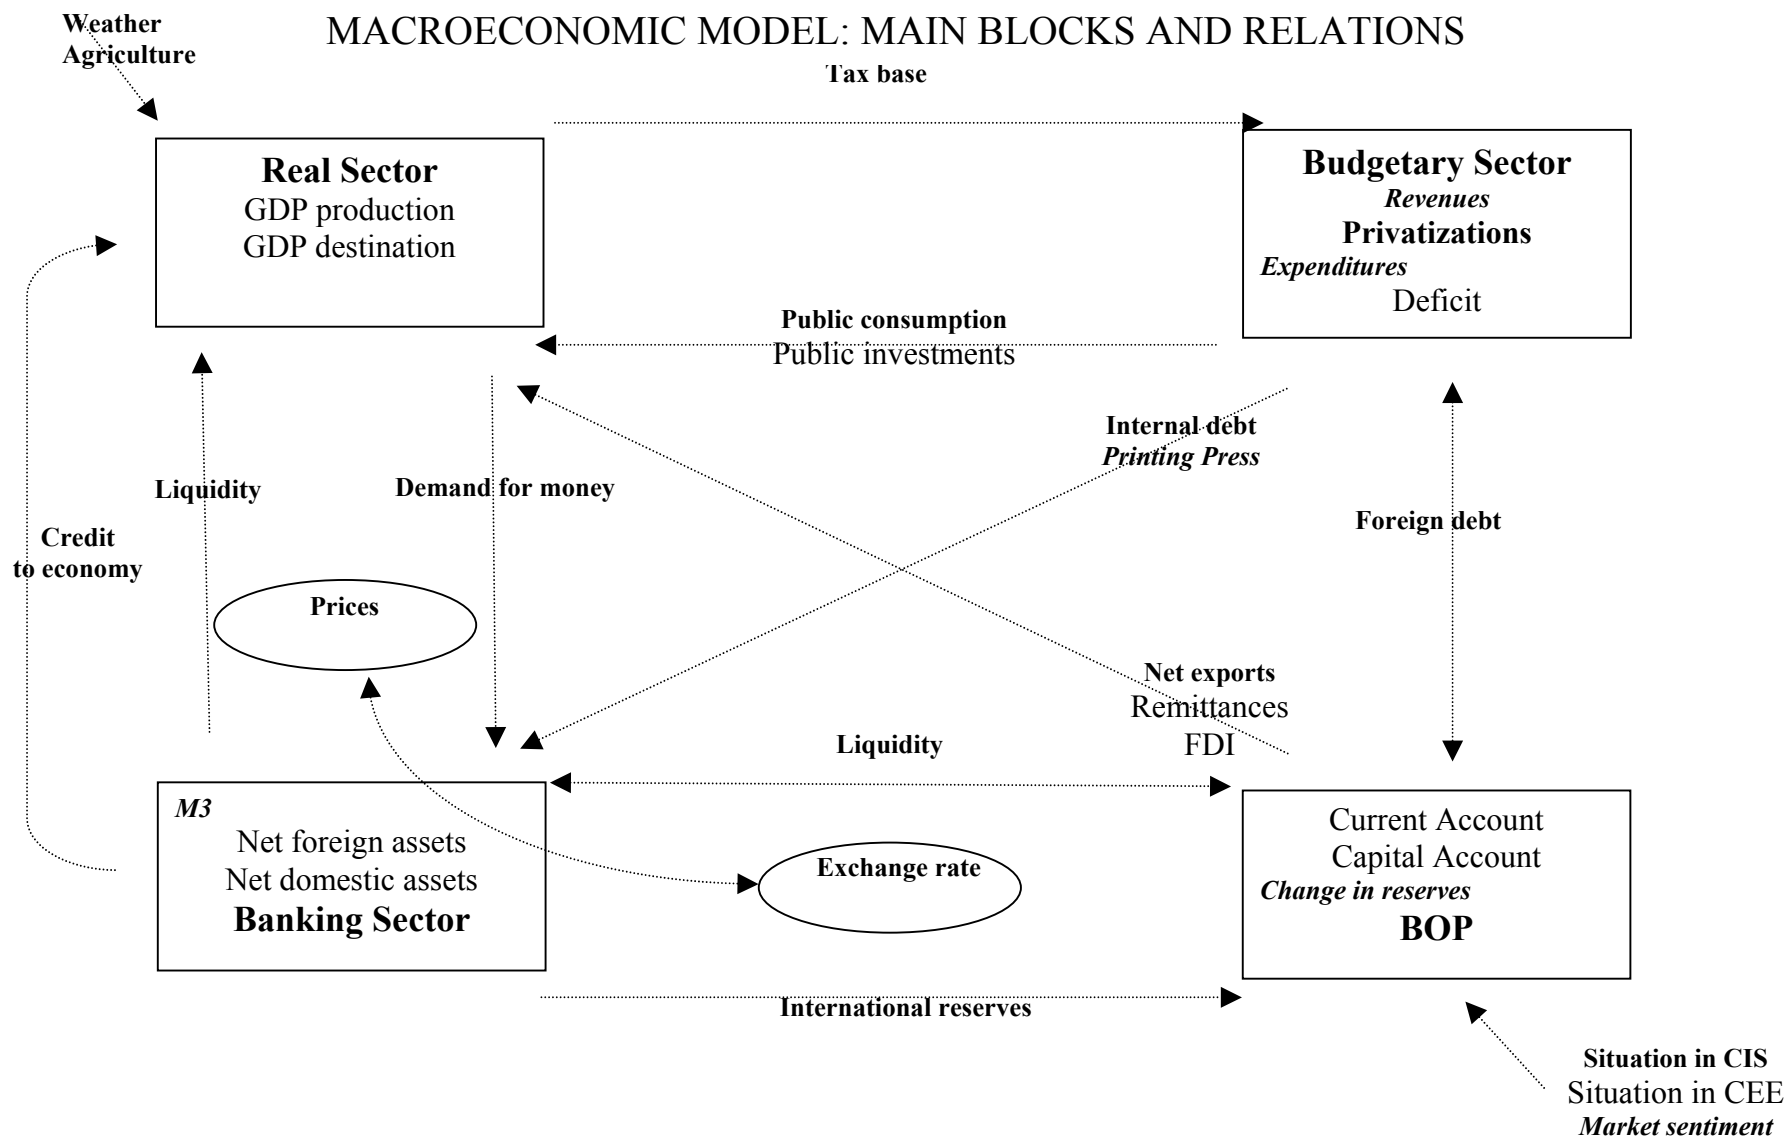 Weather
Agriculture
MACROECONOMIC MODEL: MAIN BLOCKS AND RELATIONS
Tax base
Real Sector
GDP production
GDP destination
Budgetary Sector
Revenues
Privatizations
Expenditures
Deficit
Public consumption
Public investments
Internal debt
Printing Press
Liquidity
Demand for money
Foreign debt
Credit
to economy
Prices
Net exports
Remittances
FDI
Liquidity
M3
Net foreign assets
Net domestic assets
Banking Sector
Exchange rate
Current Account
Capital Account
Change in reserves
BOP
International reserves
Situation in CIS
Situation in CEE
Market sentiment